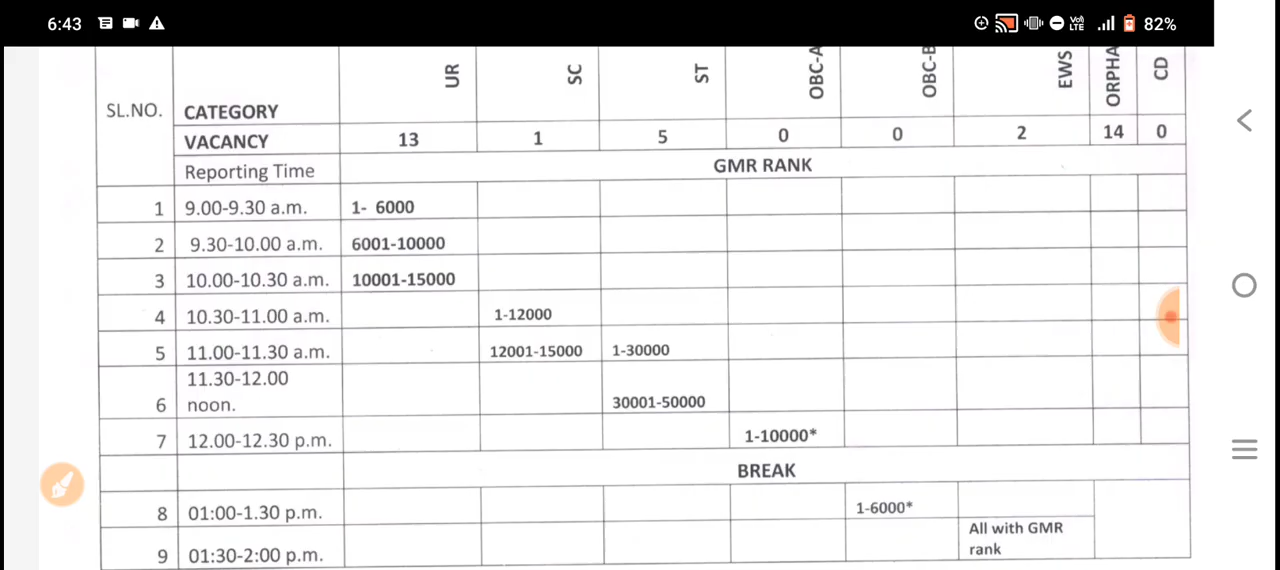 6:43 82%
Vo) LTE
UR SC ST OBC-A OBC-B EWS ORPHA CD
SL.NO. CATEGORY
VACANCY 13 1 5 0 0 2 14 0
Reporting Time GMR RANK
1 9.00-9.30 a.m. 1- 6000
2 9.30-10.00 a.m. 6001-10000
3 10.00-10.30 a.m. 10001-15000
4 10.30-11.00 a.m. 1-12000
5 11.00-11.30 a.m. 12001-15000 1-30000
11.30-12.00
6 noon. 30001-50000
7 12.00-12.30 p.m. 1-10000*
BREAK
8 01:00-1.30 p.m. 1-6000*
All with GMR
9 01:30-2:00 p.m. rank